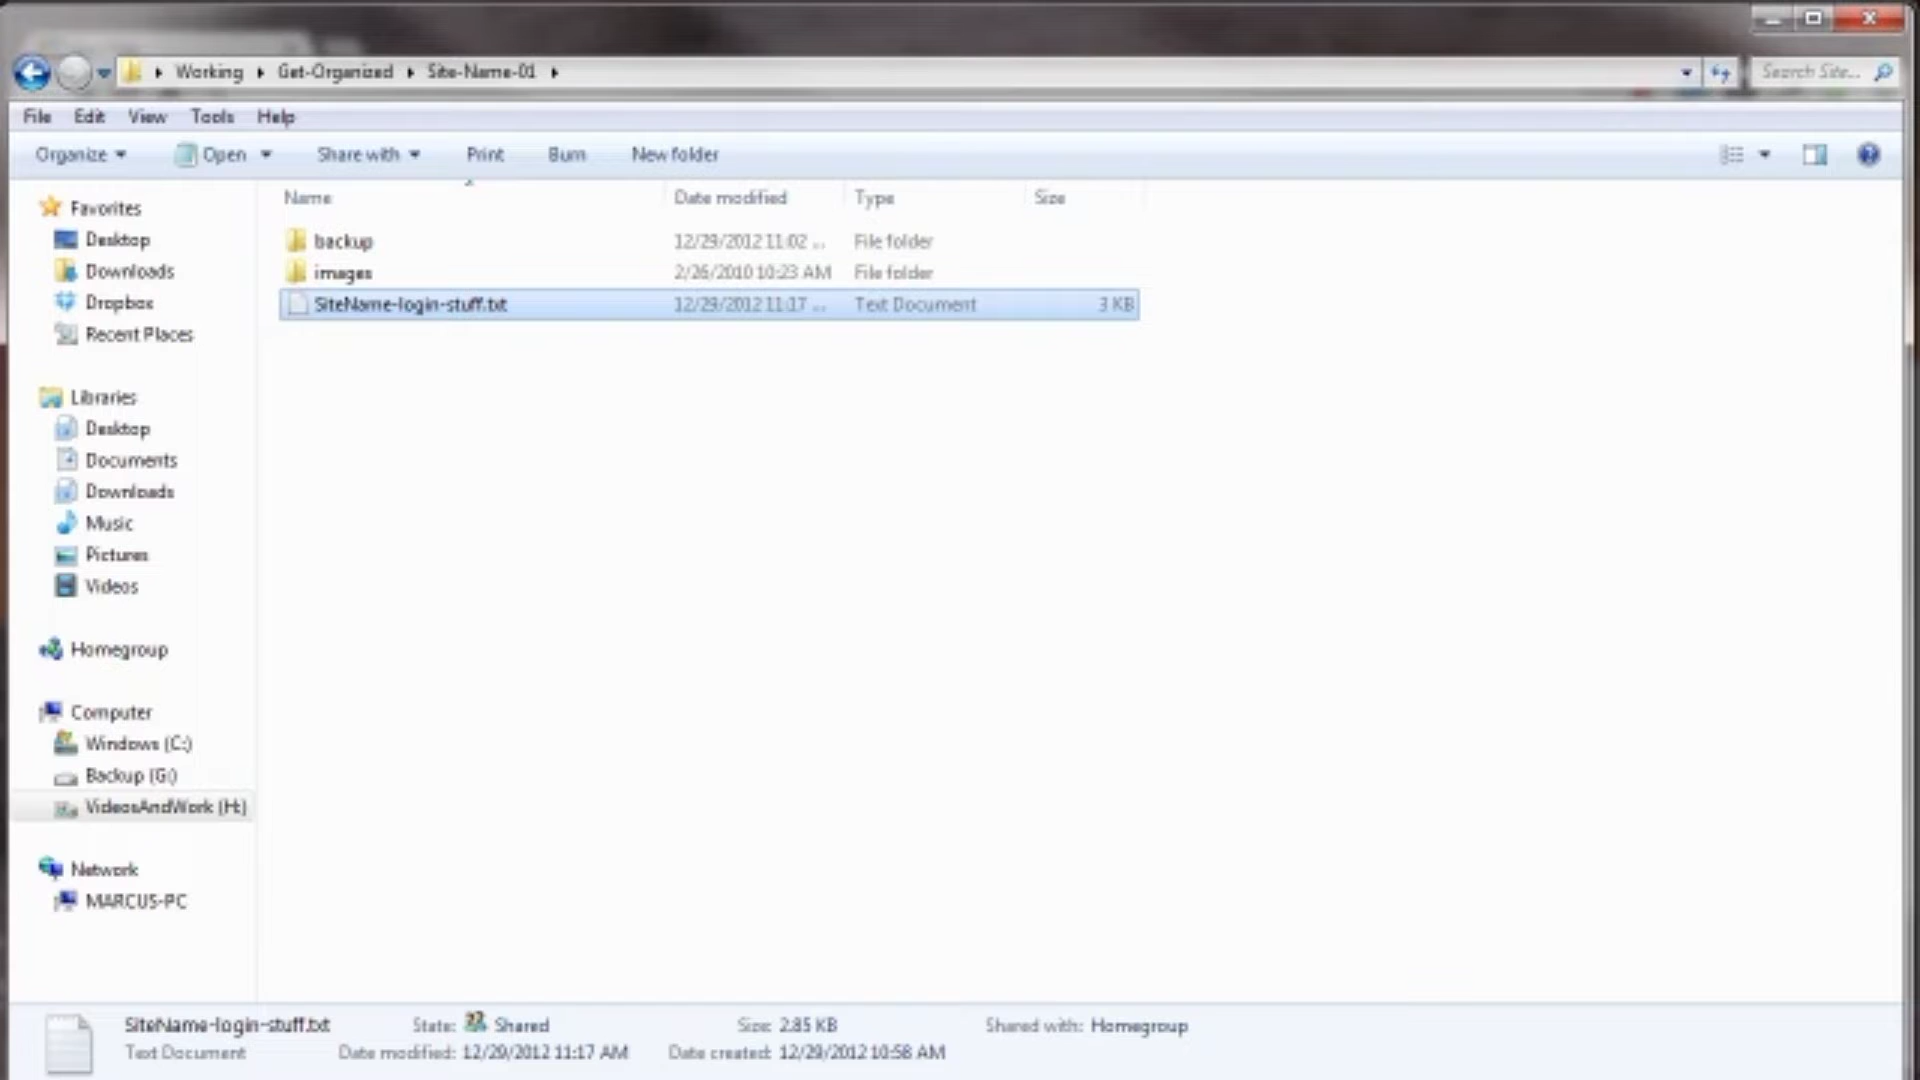 Working ▸ Get-Organized ▸ Site-Name-01 ▸
Search Site...
File Edit View Tools Help
Organize Open Share with Print Burn New folder
Name Date modified Type Size
Favorites
Desktop
Downloads
Dropbox
Recent Places
Libraries
Desktop
Documents
Downloads
Music
Pictures
Videos
Homegroup
Computer
Windows (C:)
Backup (G:)
VideosAndWork (H:)
Network
MARCUS-PC
backup 12/29/2012 11:02 ... File folder
images 2/26/2010 10:23 AM File folder
SiteName-login-stuff.txt 12/29/2012 11:17 ... Text Document 3 KB
SiteName-login-stuff.txt State: Shared Size: 2.85 KB Shared with: Homegroup
Text Document Date modified: 12/29/2012 11:17 AM Date created: 12/29/2012 10:58 AM